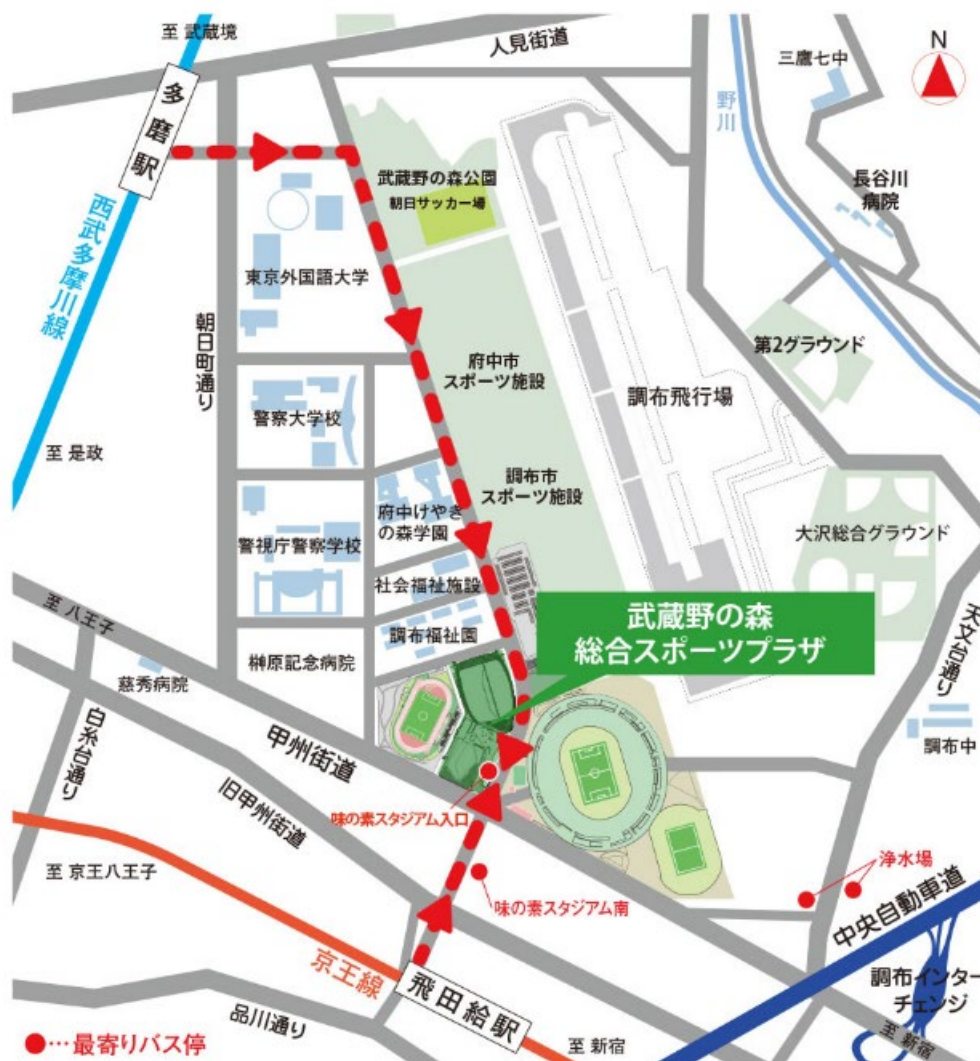 至 武蔵境
人見街道
三鷹七中
N
多磨駅
野川
武蔵野の森公園
朝日サッカー場
長谷川
病院
西武多摩川線
東京外国語大学
朝日町通り
府中市
スポーツ施設
第2グラウンド
調布飛行場
警察大学校
至 是政
調布市
スポーツ施設
府中けやき
の森学園
大沢総合グラウンド
警視庁警察学校
社会福祉施設
至 八王子
武蔵野の森
総合スポーツプラザ
天文台通り
調布福祉園
榊原記念病院
慈秀病院
調布中
白糸台通り
甲州街道
旧甲州街道
味の素スタジアム入口
至 京王八王子
浄水場
味の素スタジアム南
中央自動車道
京王線
飛田給駅
調布インター
チェンジ
品川通り
至 新宿
至 新宿
●…最寄りバス停